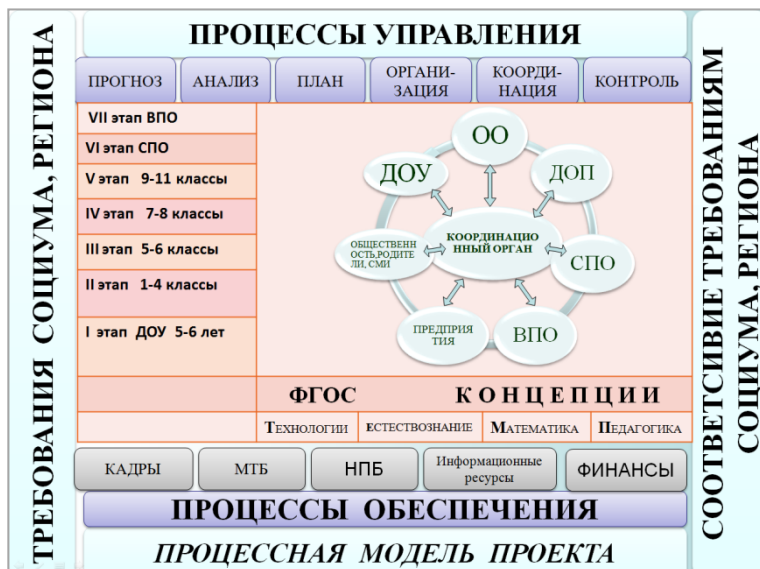 ТРЕБОВАНИЯ СОЦИУМА, РЕГИОНА
ПРОЦЕССЫ УПРАВЛЕНИЯ
ПРОГНОЗ
АНАЛИЗ
ПЛАН
ОРГАНИ-
ЗАЦИЯ
КООРДИ-
НАЦИЯ
КОНТРОЛЬ
VII этап ВПО
VI этап СПО
V этап 9-11 классы
IV этап 7-8 классы
III этап 5-6 классы
II этап 1-4 классы
I этап ДОУ 5-6 лет
ОО
ДОУ
ДОП
КООРДИНАЦИО
ННЫЙ ОРГАН
ОБЩЕСТВЕНН
ОСТЬ,РОДИТЕ
ЛИ, СМИ
СПО
ПРЕДПРИЯ
ТИЯ
ВПО
ФГОС КОНЦЕПЦИИ
ТЕХНОЛОГИИ
ЕСТЕСТВОЗНАНИЕ
МАТЕМАТИКА
ПЕДАГОГИКА
КАДРЫ
МТБ
НПБ
Информационные
ресурсы
ФИНАНСЫ
ПРОЦЕССЫ ОБЕСПЕЧЕНИЯ
ПРОЦЕССНАЯ МОДЕЛЬ ПРОЕКТА
СООТВЕТСИВИЕ ТРЕБОВАНИЯМ
СОЦИУМА, РЕГИОНА